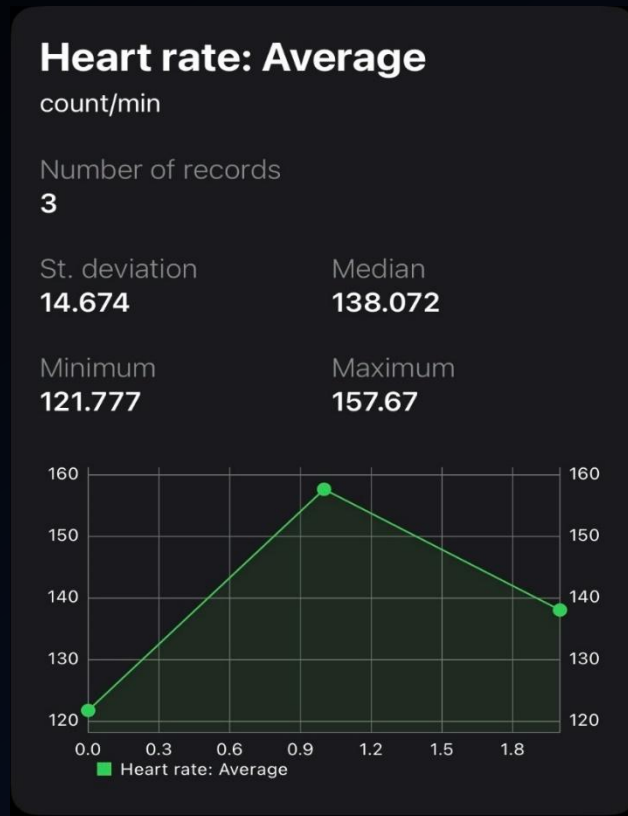 Heart rate: Average
count/min
Number of records
3
St. deviation Median
14.674 138.072
Minimum Maximum
121.777 157.67
160 160
150 150
140 140
130 130
120 120
0.0 0.3 0.6 0.9 1.2 1.5 1.8
Heart rate: Average